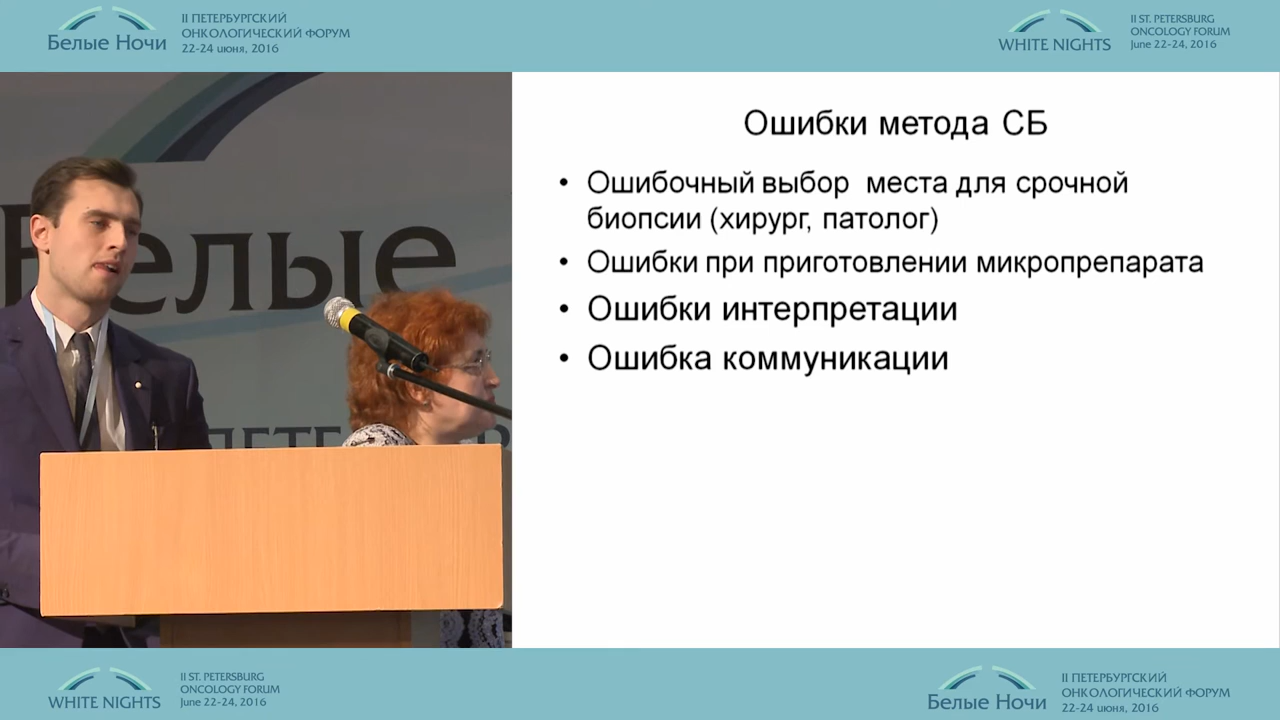 Белые Ночи
II ПЕТЕРБУРГСКИЙ
ОНКОЛОГИЧЕСКИЙ ФОРУМ
22-24 июня, 2016
WHITE NIGHTS
II ST. PETERSBURG
ONCOLOGY FORUM
June 22-24, 2016
Белые
Ошибки метода СБ
• Ошибочный выбор места для срочной
биопсии (хирург, патолог)
• Ошибки при приготовлении микропрепарата
• Ошибки интерпретации
• Ошибка коммуникации
WHITE NIGHTS
II ST. PETERSBURG
ONCOLOGY FORUM
June 22-24, 2016
Белые Ночи
II ПЕТЕРБУРГСКИЙ
ОНКОЛОГИЧЕСКИЙ ФОРУМ
22-24 июня, 2016